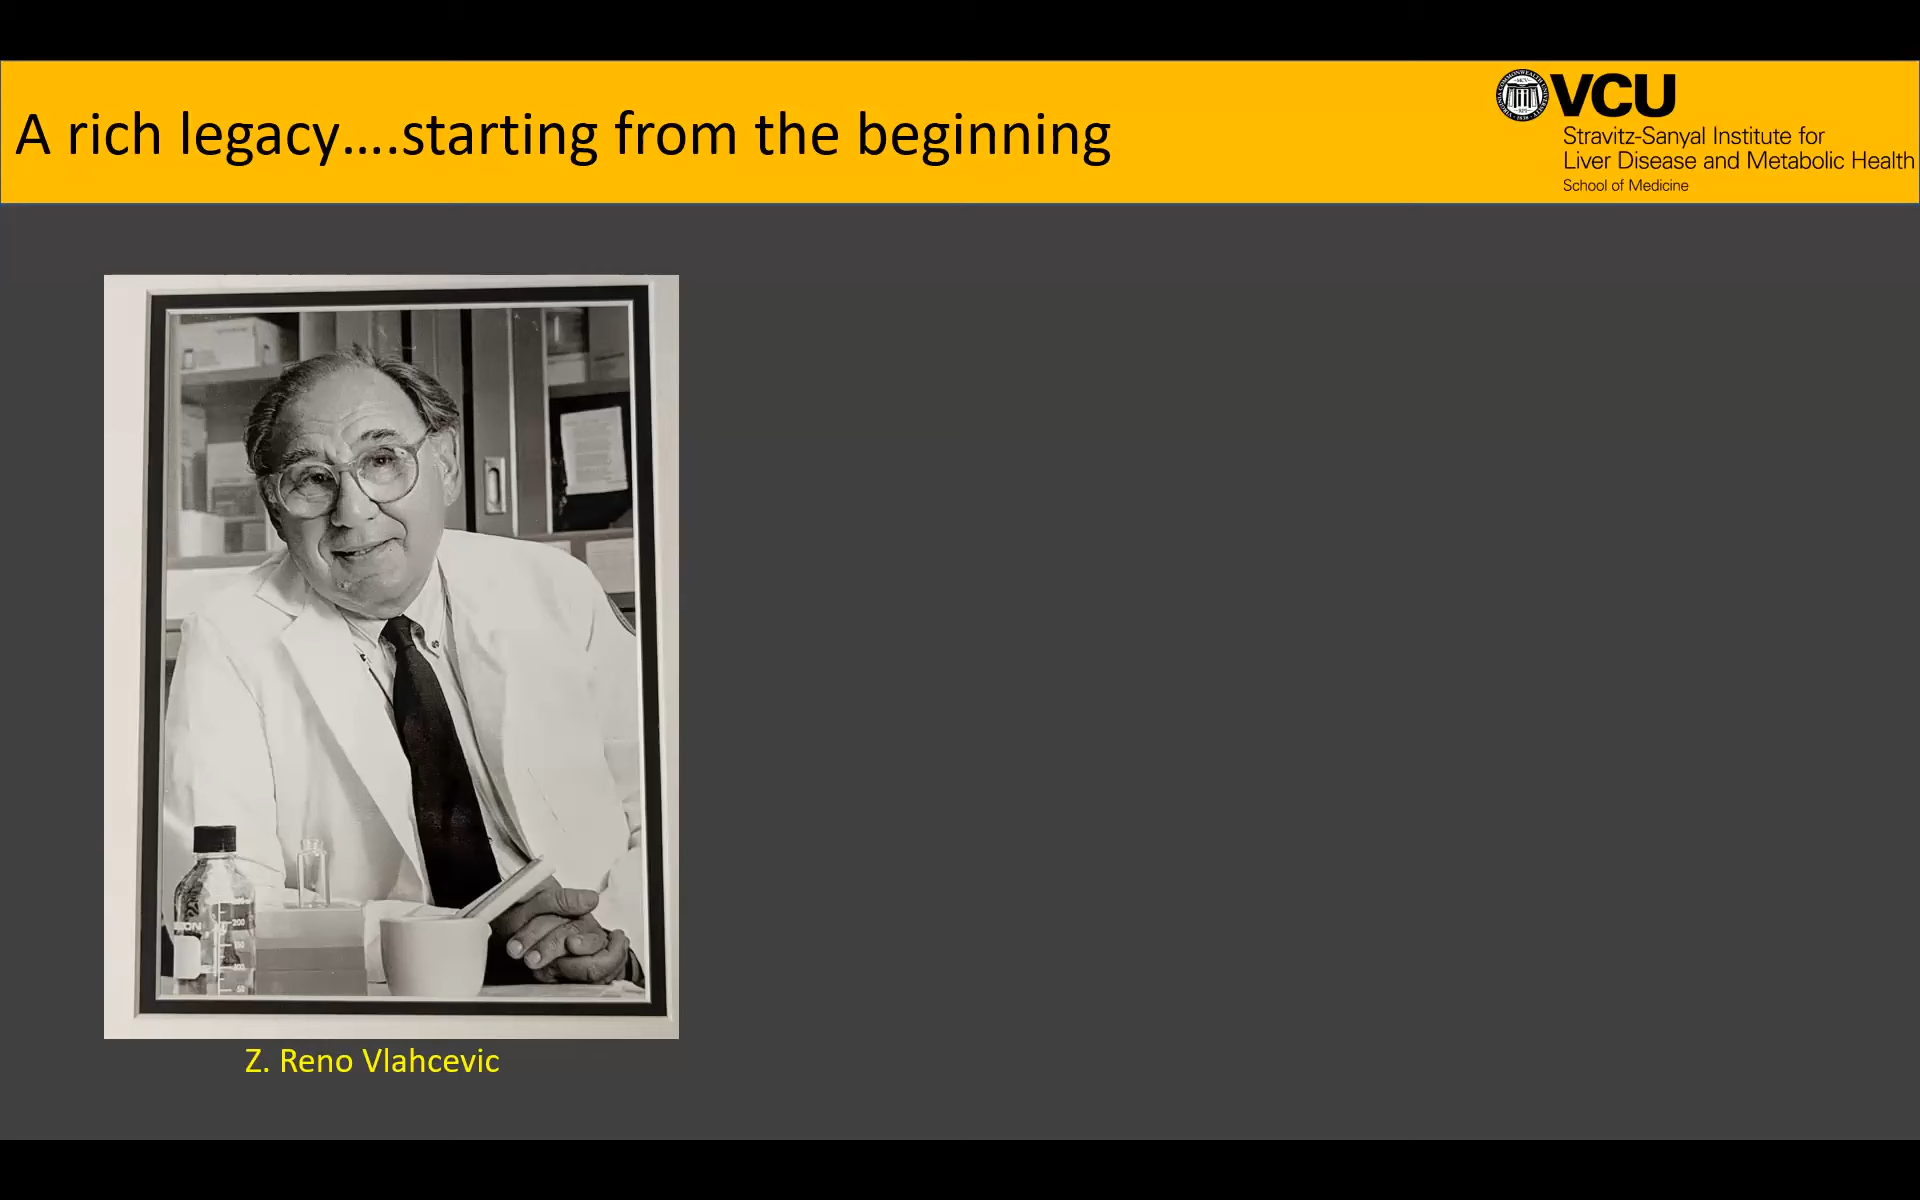 A rich legacy....starting from the beginning
VCU
Stravitz-Sanyal Institute for
Liver Disease and Metabolic Health
School of Medicine
200
Z. Reno Vlahcevic